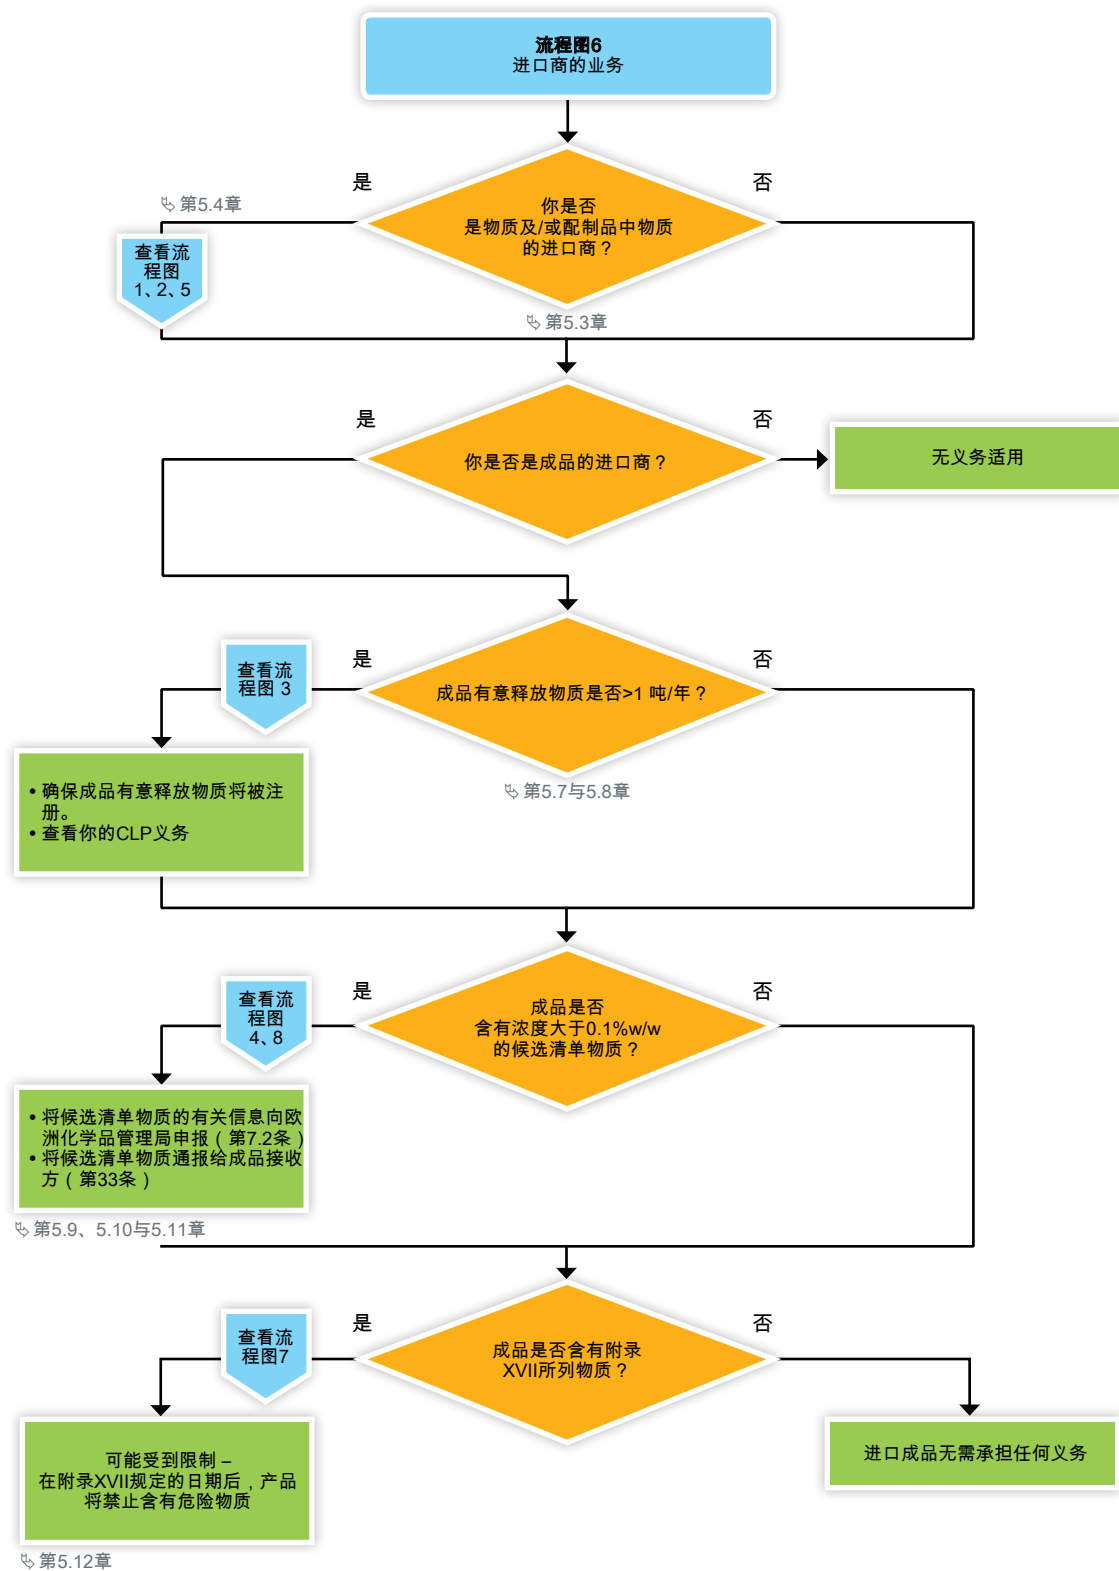 流程图6
进口商的业务
是
否
第5.4章
你是否
是物质及/或配制品中物质
的进口商？
查看流
程图
1、2、5
第5.3章
是
否
你是否是成品的进口商？
无义务适用
查看流
程图 3
是
否
成品有意释放物质是否>1 吨/年？
• 确保成品有意释放物质将被注
册。
• 查看你的CLP义务
第5.7与5.8章
查看流
程图
4、8
是
否
成品是否
含有浓度大于0.1%w/w
的候选清单物质？
• 将候选清单物质的有关信息向欧
洲化学品管理局申报（第7.2条）
• 将候选清单物质通报给成品接收
方（第33条）
第5.9、5.10与5.11章
查看流
程图7
是
否
成品是否含有附录
XVII所列物质？
可能受到限制 –
在附录XVII规定的日期后，产品
将禁止含有危险物质
进口成品无需承担任何义务
第5.12章